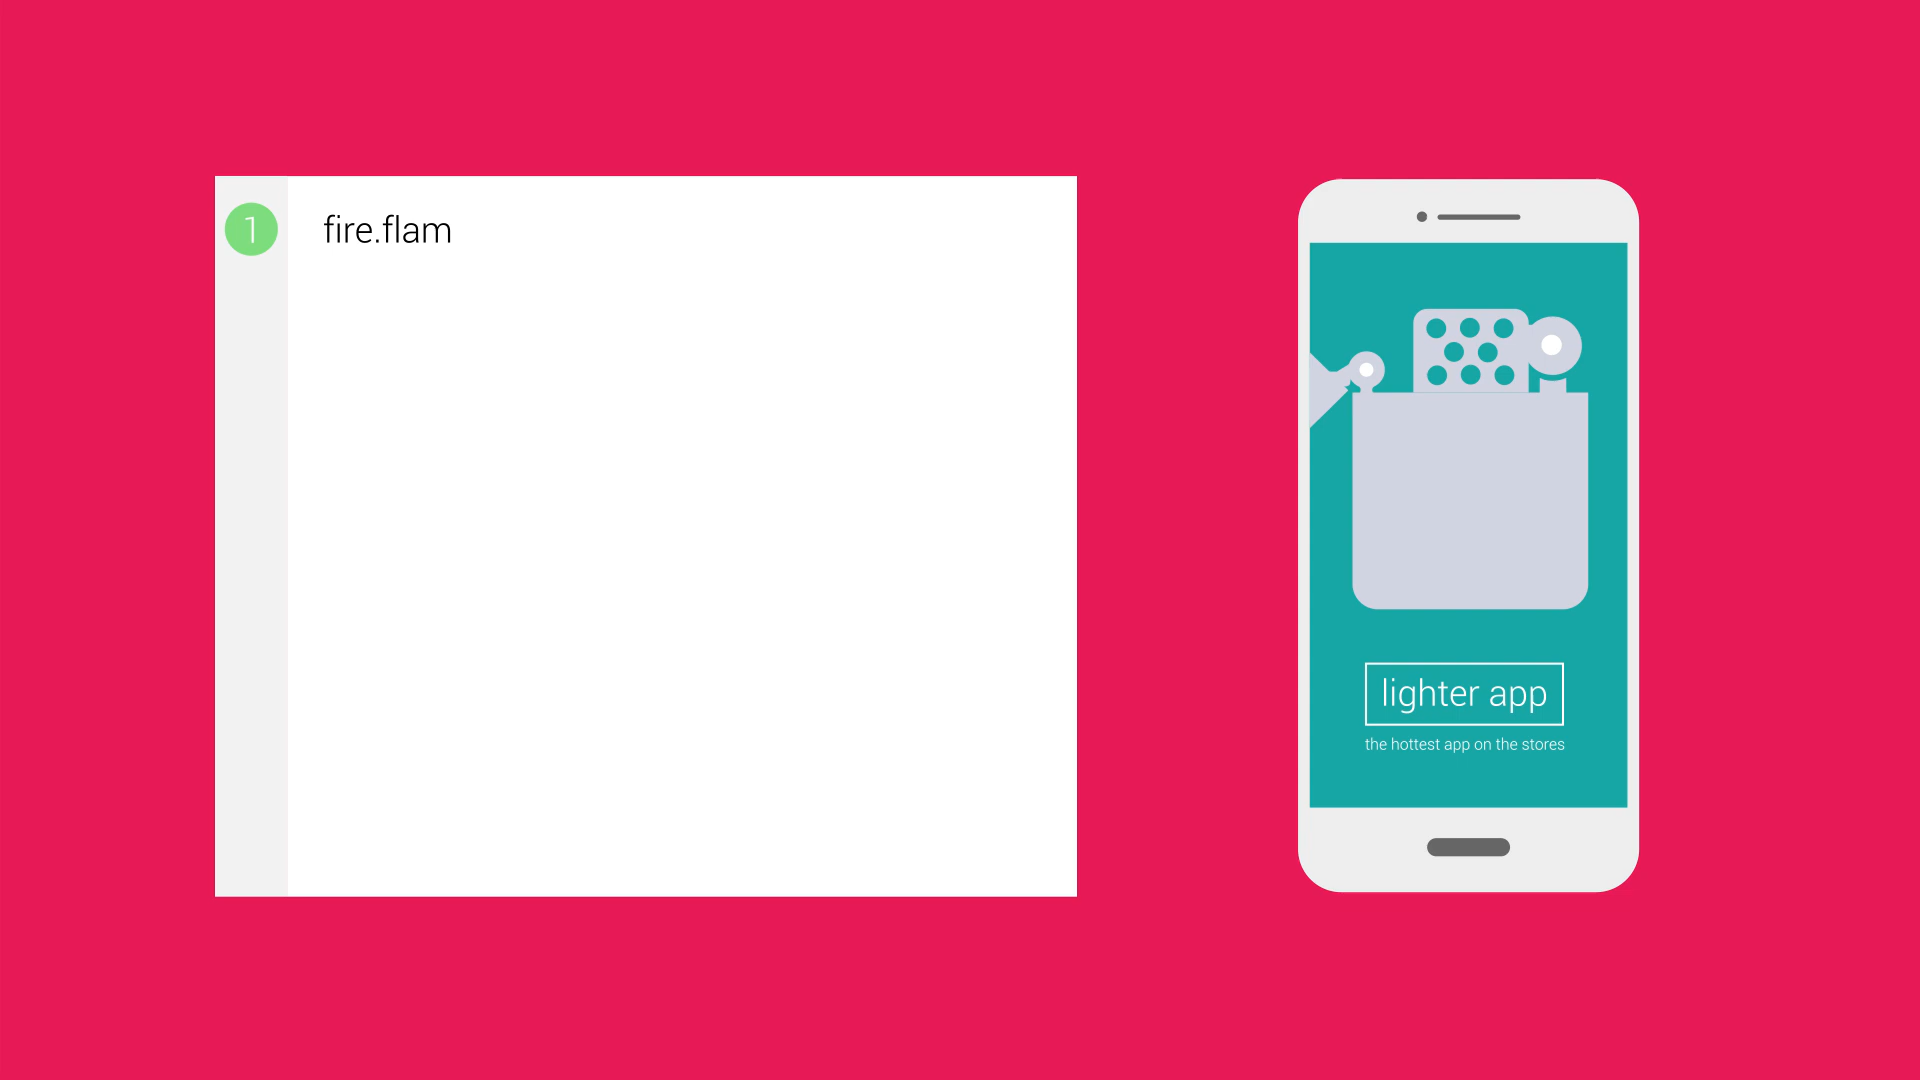 1 fire.flam
lighter app
the hottest app on the stores